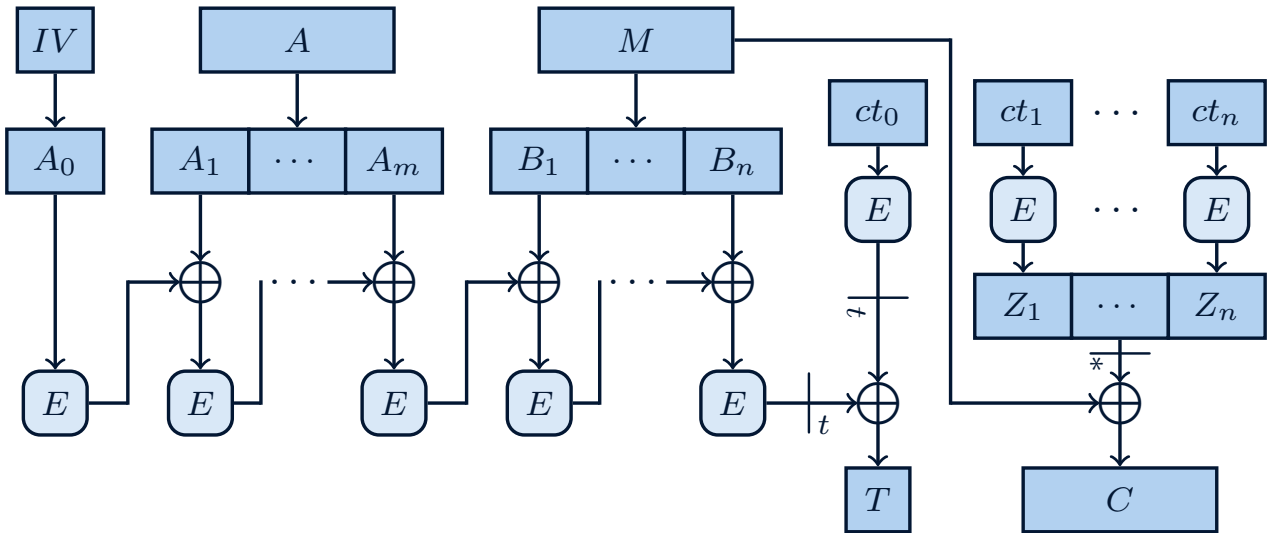 IV A M
ct₀ ct₁ ··· ctₙ
A₀ A₁ ··· Aₘ B₁ ··· Bₙ
E E ··· E
··· ···
Z₁ ··· Zₙ
t
*
E E E E E
t
T C